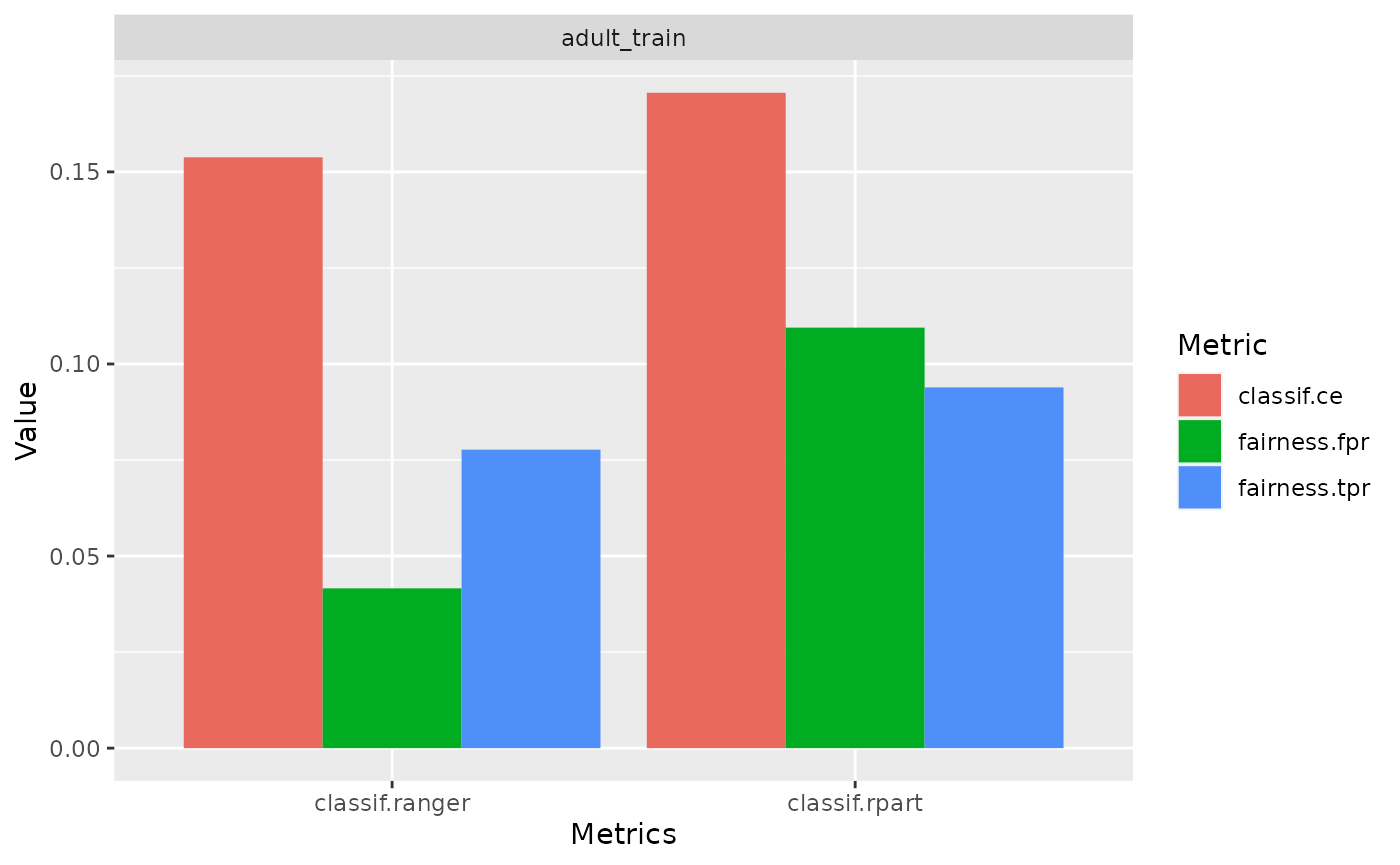 adult_train
Value
0.15
0.10
0.05
0.00
classif.ranger
classif.rpart
Metrics
Metric
classif.ce
fairness.fpr
fairness.tpr